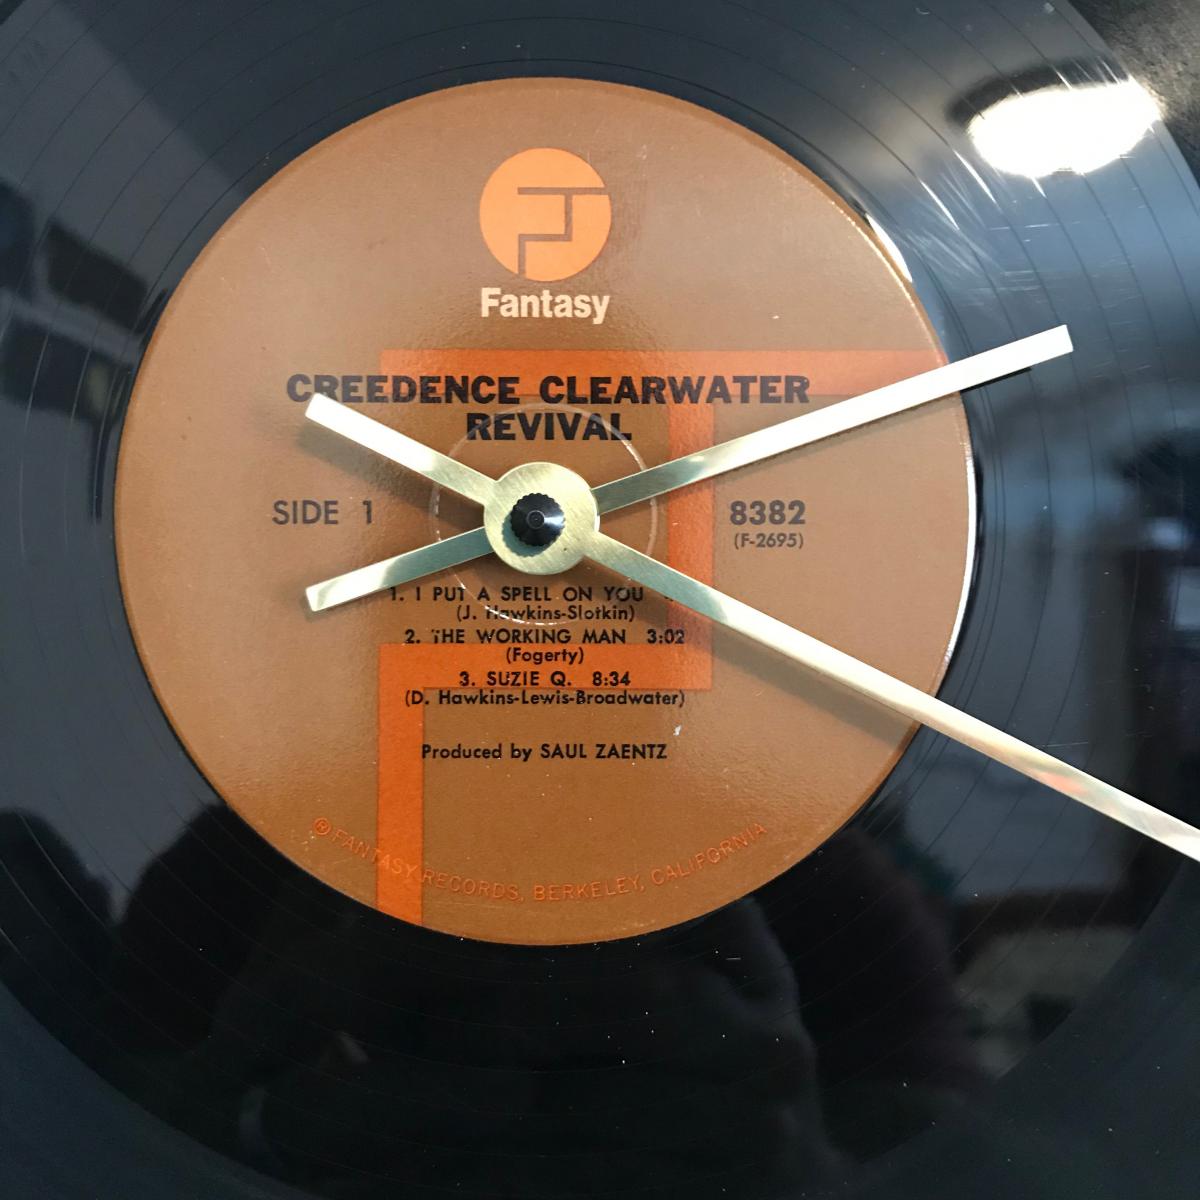 Fantasy
CREEDENCE CLEARWATER
REVIVAL
SIDE 1
8382
(F-2695)
1. I PUT A SPELL ON YOU
(J. Hawkins-Slotkin)
2. THE WORKING MAN 3:02
(Fogerty)
3. SUZIE Q. 8:34
(D. Hawkins-Lewis-Broadwater)
Produced by SAUL ZAENTZ
® FANTASY RECORDS, BERKELEY, CALIFORNIA